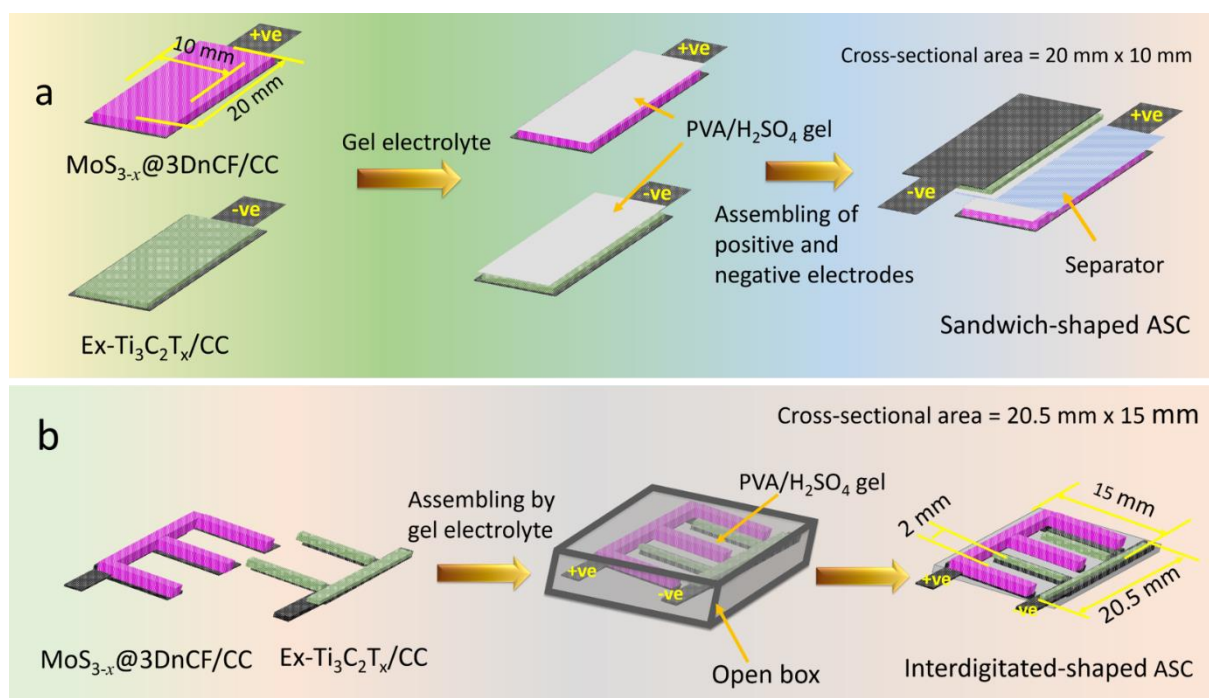 a
10 mm
+ve
20 mm
MoS₃₋ₓ@3DnCF/CC
-ve
Ex-Ti₃C₂Tₓ/CC
Gel electrolyte
+ve
PVA/H₂SO₄ gel
-ve
Assembling of
positive and
negative electrodes
Cross-sectional area = 20 mm x 10 mm
+ve
-ve
Separator
Sandwich-shaped ASC
b
Cross-sectional area = 20.5 mm x 15 mm
MoS₃₋ₓ@3DnCF/CC
Ex-Ti₃C₂Tₓ/CC
Assembling by
gel electrolyte
PVA/H₂SO₄ gel
+ve
-ve
Open box
2 mm
15 mm
+ve
-ve
20.5 mm
Interdigitated-shaped ASC